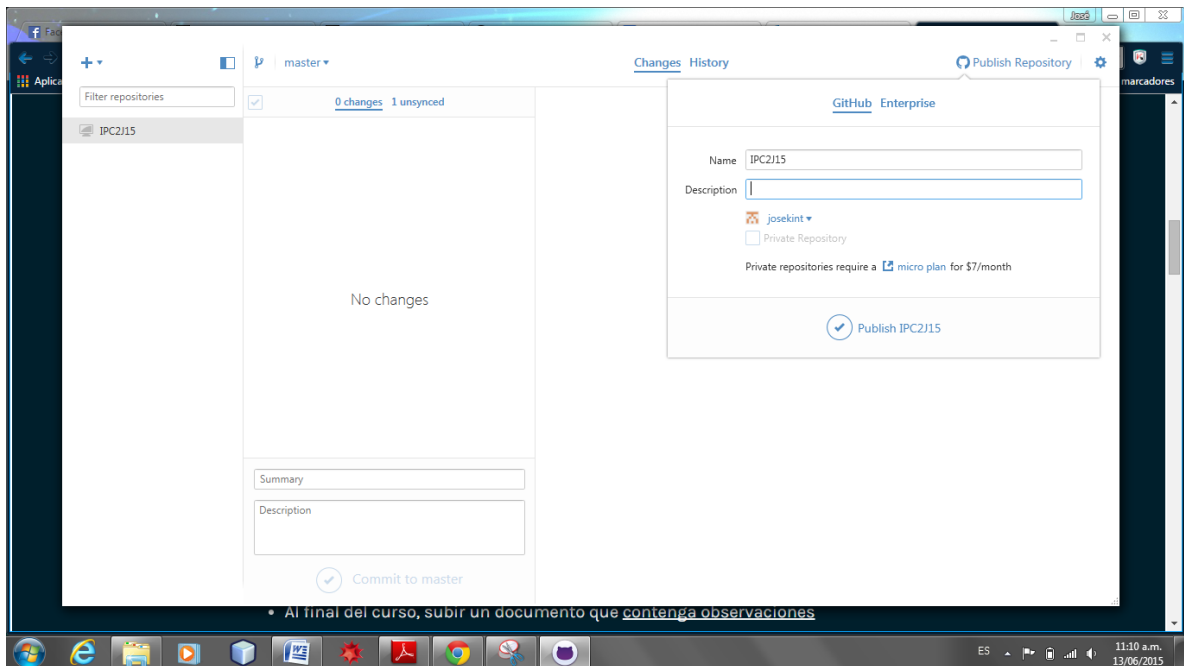 José
Fac
Aplica
marcadores
master
Changes History
Publish Repository
Filter repositories
IPC2J15
0 changes 1 unsynced
No changes
Summary
Description
Commit to master
GitHub Enterprise
Name IPC2J15
Description
josekint
Private Repository
Private repositories require a micro plan for $7/month
Publish IPC2J15
• Al final del curso, subir un documento que contenga observaciones
ES
11:10 a.m.
13/06/2015